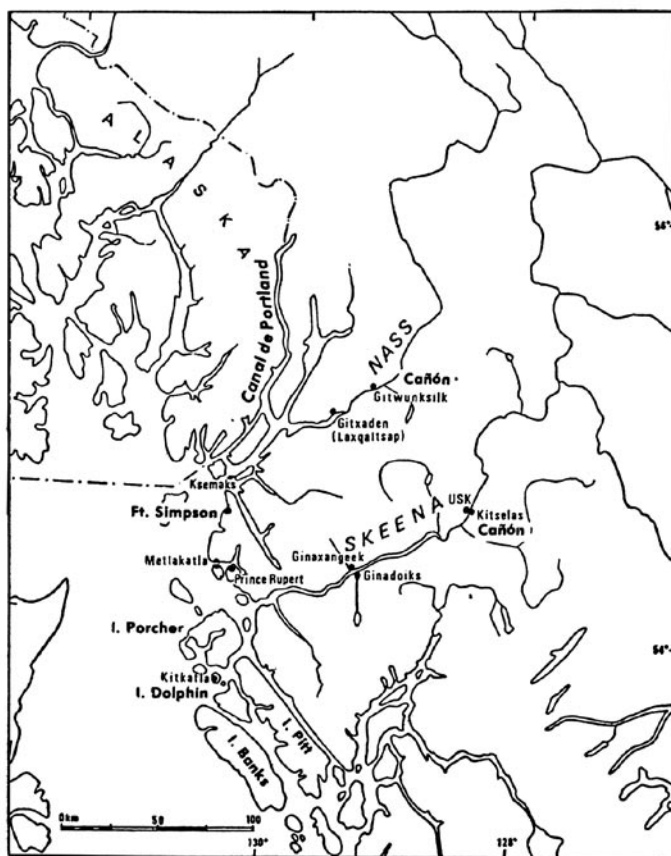 ALASKA
54°
Canal de Portland
NASS
Cañón
Gitwunksilk
Gitxaden
(Laxqaltsap)
Ksemaks
Ft. Simpson
SKEENA
USK
Kitselas
Cañón
Metlakatla
Prince Rupert
Ginaxangeek
Ginadoiks
I. Porcher
54°
Kitkatla
I. Dolphin
I. Pitt
I. Banks
0km 50 100
130° 128°